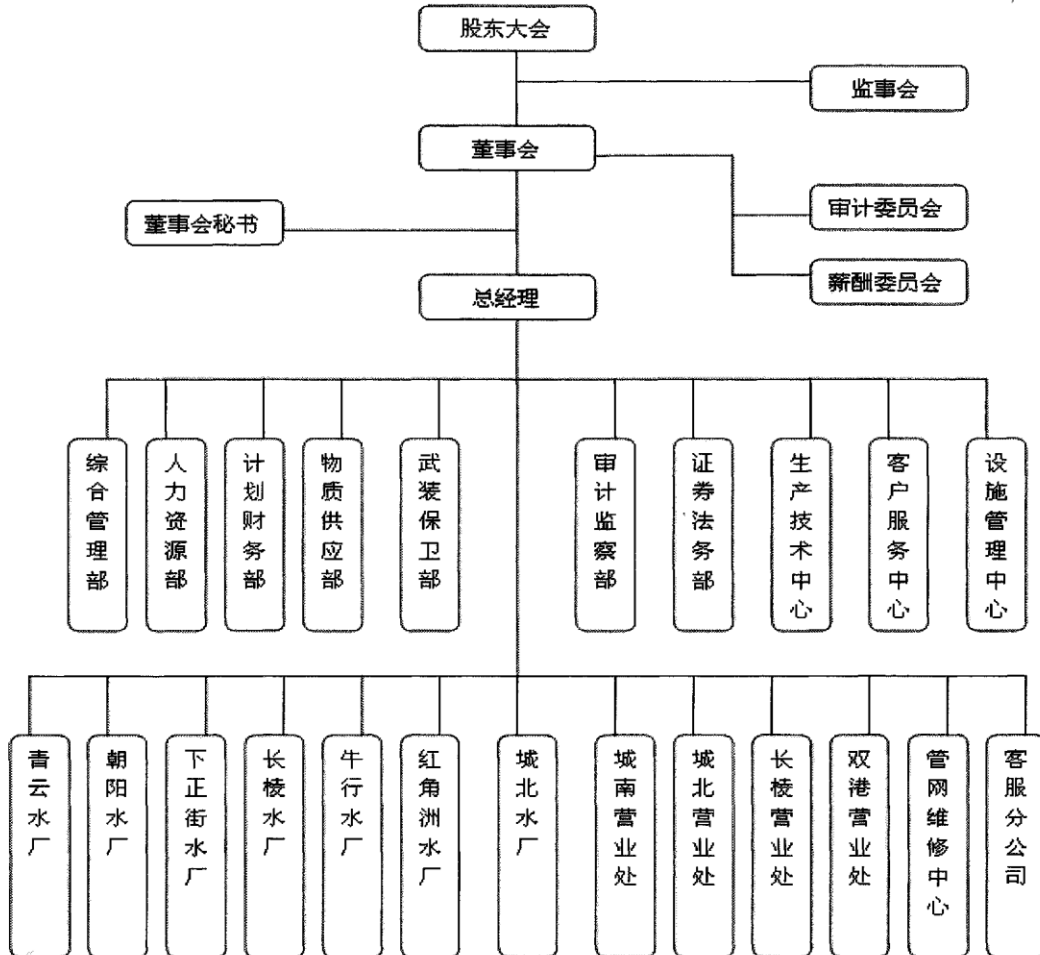 股东大会
监事会
董事会
审计委员会
董事会秘书
薪酬委员会
总经理
综合管理部
人力资源部
计划财务部
物质供应部
武装保卫部
审计监察部
证券法务部
生产技术中心
客户服务中心
设施管理中心
青云水厂
朝阳水厂
下正街水厂
长棱水厂
牛行水厂
红角洲水厂
城北水厂
城南营业处
城北营业处
长棱营业处
双港营业处
管网维修中心
客服分公司